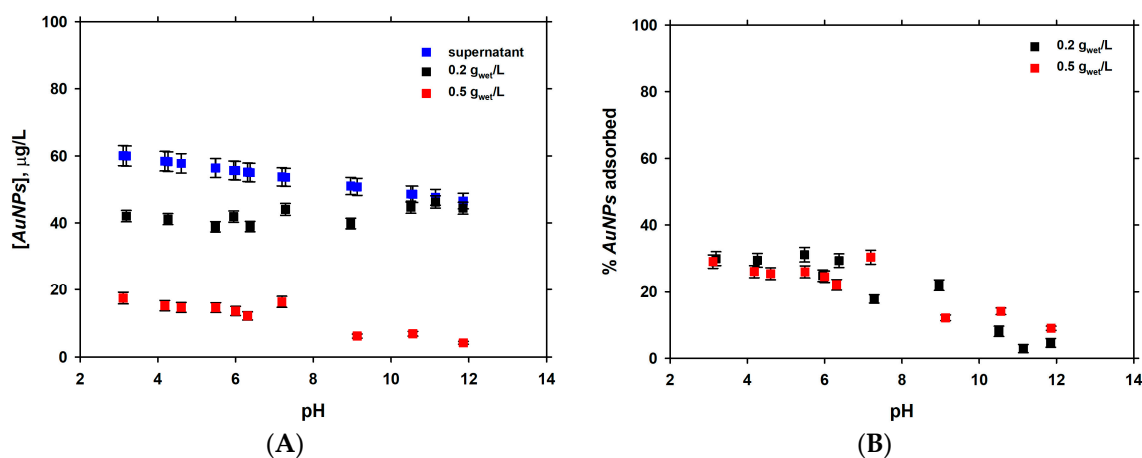 100
80
60
40
20
0
2 4 6 8 10 12 14
[AuNPs], µg/L
pH
supernatant
0.2 gwet/L
0.5 gwet/L
(A)
100
80
60
40
20
0
2 4 6 8 10 12 14
% AuNPs adsorbed
pH
0.2 gwet/L
0.5 gwet/L
(B)